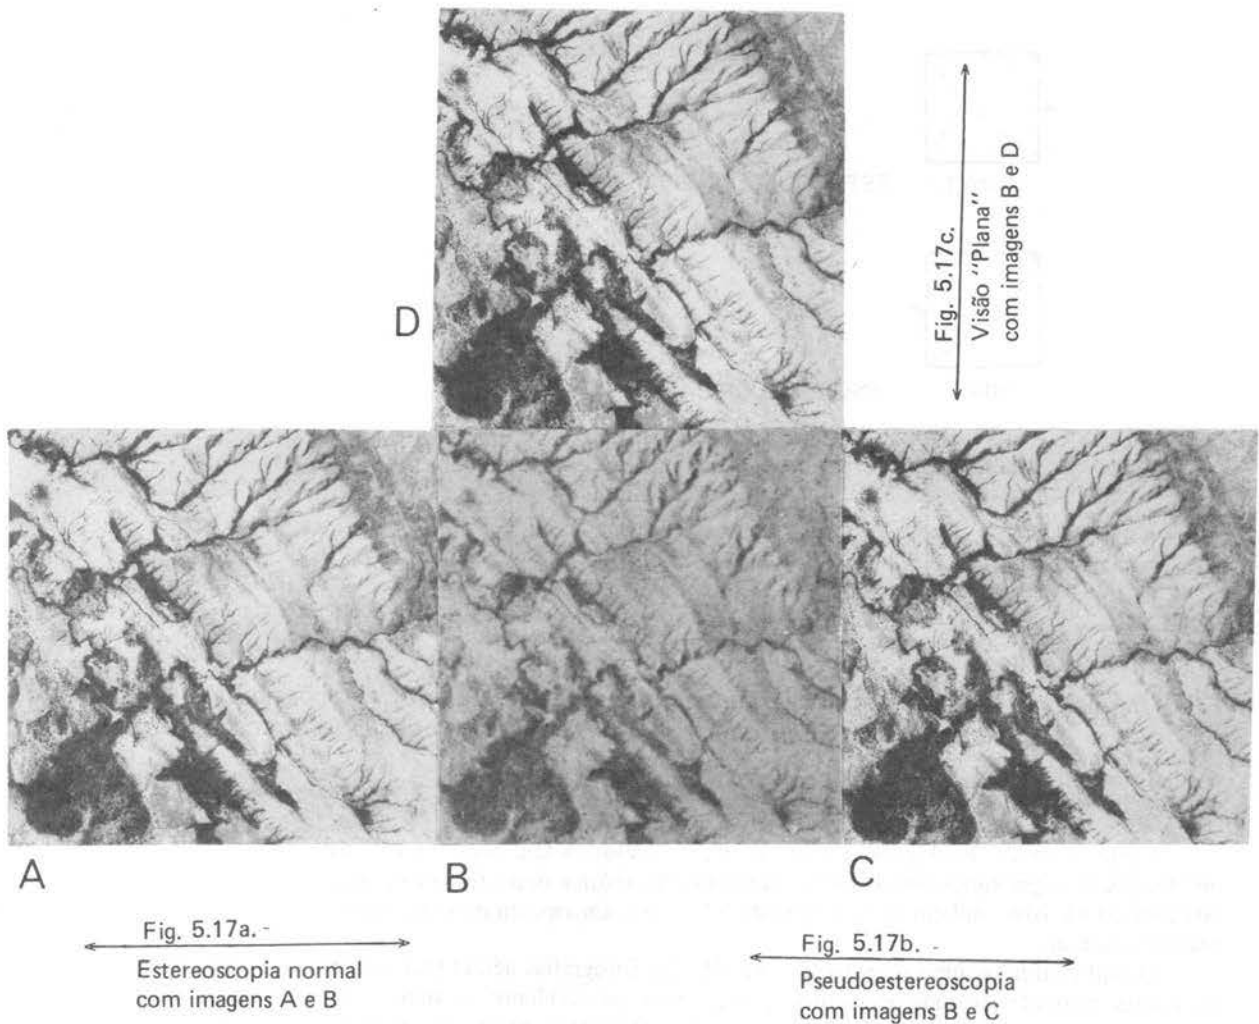 Fig. 5.17c.
Visão "Plana"
com imagens B e D
D
A
B
C
Fig. 5.17a. -
Estereoscopia normal
com imagens A e B
Fig. 5.17b. -
Pseudoestereoscopia
com imagens B e C